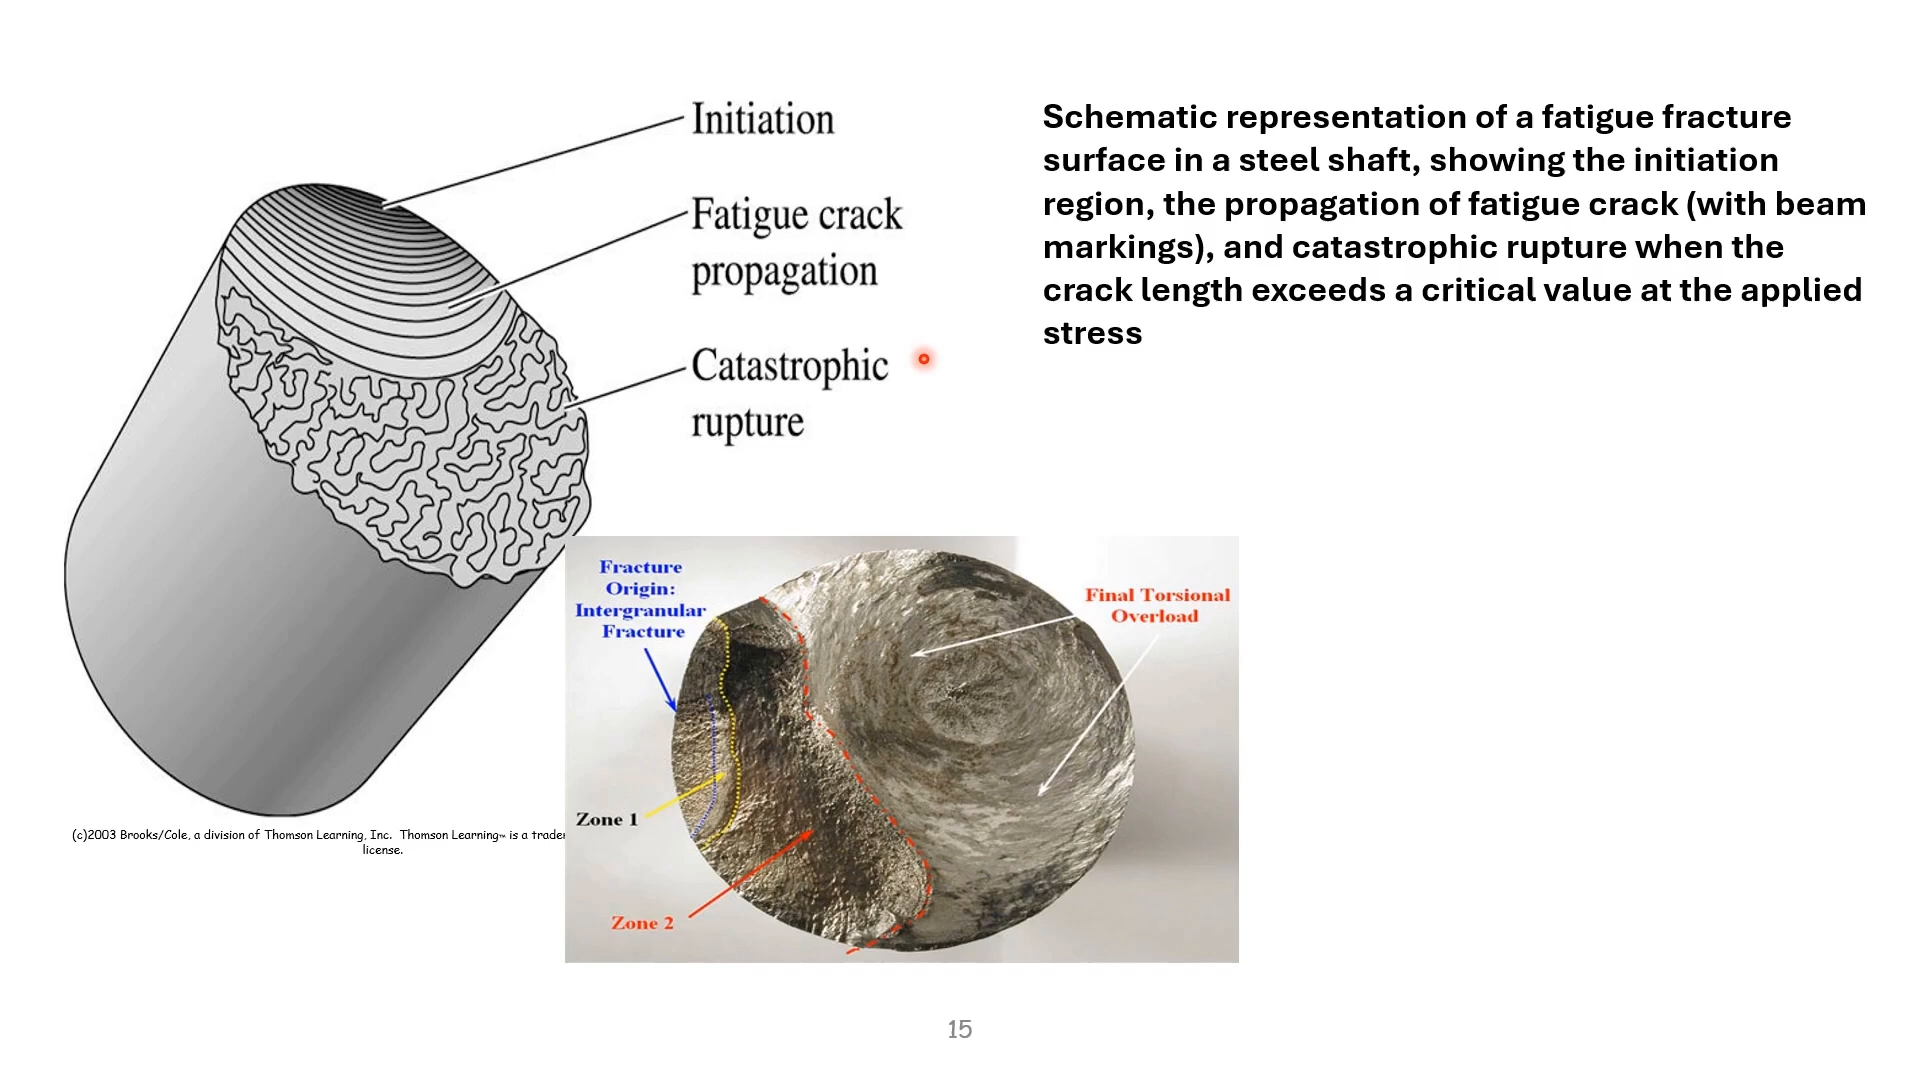 Initiation
Fatigue crack
propagation
Catastrophic
rupture
Schematic representation of a fatigue fracture
surface in a steel shaft, showing the initiation
region, the propagation of fatigue crack (with beam
markings), and catastrophic rupture when the
crack length exceeds a critical value at the applied
stress
Fracture
Origin:
Intergranular
Fracture
Final Torsional
Overload
Zone 1
Zone 2
(c)2003 Brooks/Cole, a division of Thomson Learning, Inc. Thomson Learning™ is a trader
license.
15